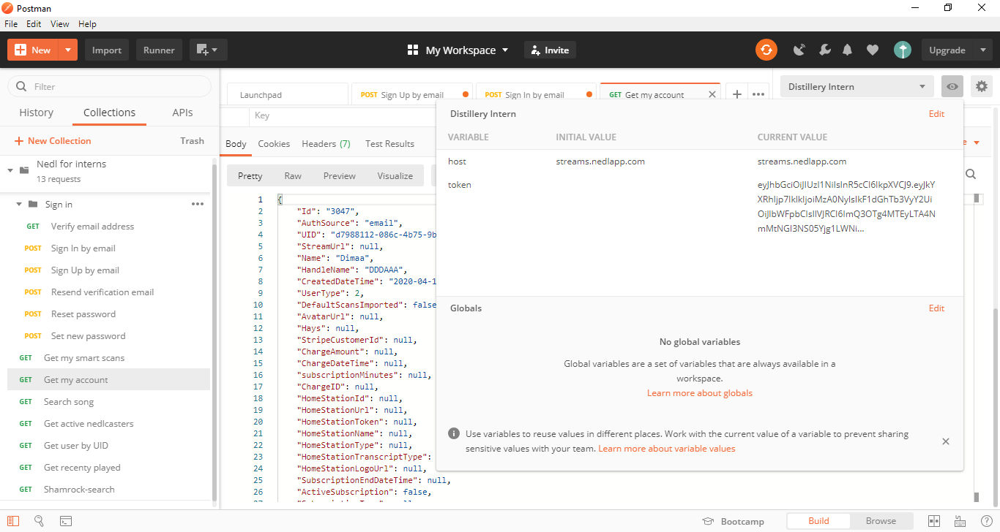 Postman
File Edit View Help
New Import Runner My Workspace Invite Upgrade
Filter
History Collections APIs
New Collection Trash
Nedl for interns
13 requests
Sign in
GET Verify email address
POST Sign In by email
POST Sign Up by email
POST Resend verification email
POST Reset password
POST Set new password
GET Get my smart scans
GET Get my account
GET Search song
GET Get active nedlcasters
GET Get user by UID
GET Get recenty played
GET Shamrock-search
Launchpad POST Sign Up by email POST Sign In by email GET Get my account
Distillery Intern
Key
Body Cookies Headers (7) Test Results
Pretty Raw Preview Visualize
1 {
2 "Id": "3047",
3 "AuthSource": "email",
4 "UID": "d7988112-086c-4b75-9b
5 "StreamUrl": null,
6 "Name": "Dimaa",
7 "HandleName": "DDDAAA",
8 "CreatedDateTime": "2020-04-1
9 "UserType": 2,
10 "DefaultScansImported": false
11 "AvatarUrl": null,
12 "Hays": null,
13 "StripeCustomerId": null,
14 "ChargeAmount": null,
15 "ChargeDateTime": null,
16 "subscriptionMinutes": null,
17 "ChargeID": null,
18 "HomeStationId": null,
19 "HomeStationUrl": null,
20 "HomeStationToken": null,
21 "HomeStationName": null,
22 "HomeStationType": null,
23 "HomeStationTranscriptType":
24 "HomeStationLogoUrl": null,
25 "SubscriptionEndDateTime": null,
26 "ActiveSubscription": false,
Distillery Intern Edit
VARIABLE INITIAL VALUE CURRENT VALUE
host streams.nedlapp.com streams.nedlapp.com
token
Globals Edit
No global variables
Global variables are a set of variables that are always available in a
workspace.
Learn more about globals
Use variables to reuse values in different places. Work with the current value of a variable to prevent sharing
sensitive values with your team. Learn more about variable values
Bootcamp Build Browse